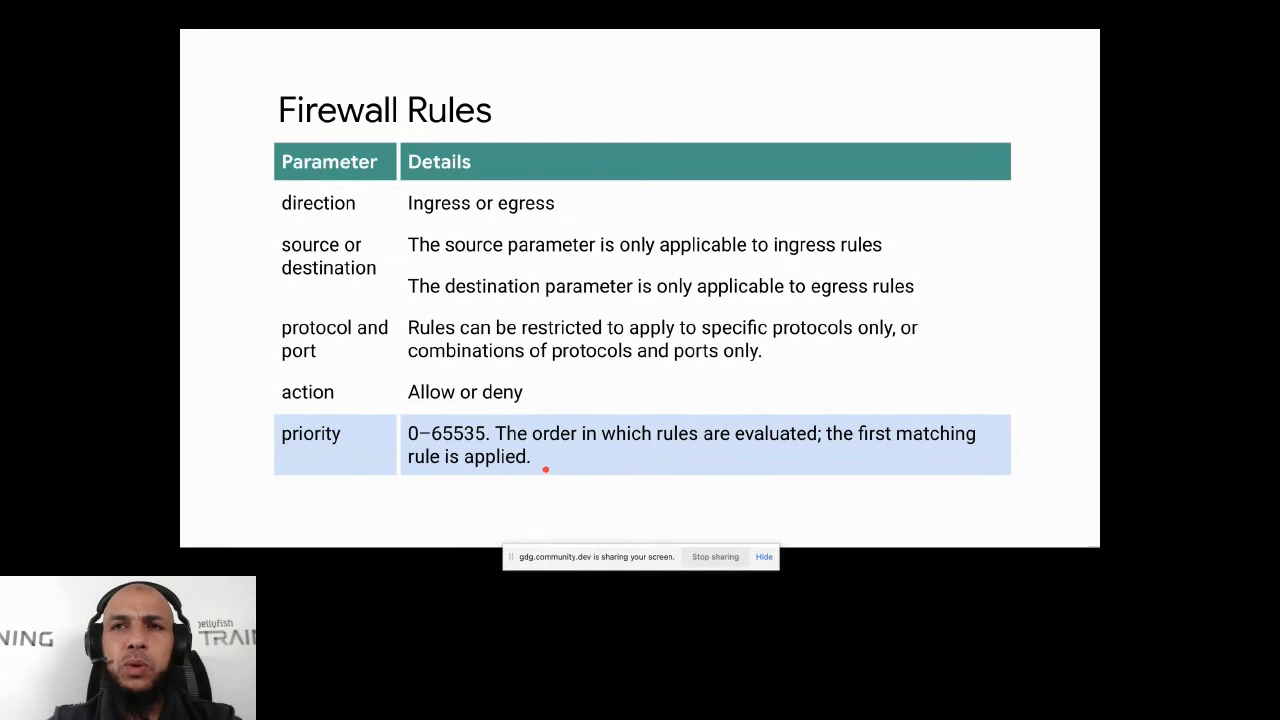 Firewall Rules
Parameter
Details
direction
Ingress or egress
source or
destination
The source parameter is only applicable to ingress rules
The destination parameter is only applicable to egress rules
protocol and
port
Rules can be restricted to apply to specific protocols only, or
combinations of protocols and ports only.
action
Allow or deny
priority
0–65535. The order in which rules are evaluated; the first matching
rule is applied.
gdg.community.dev is sharing your screen.
Stop sharing
Hide
NING
jellyfish
TRAI